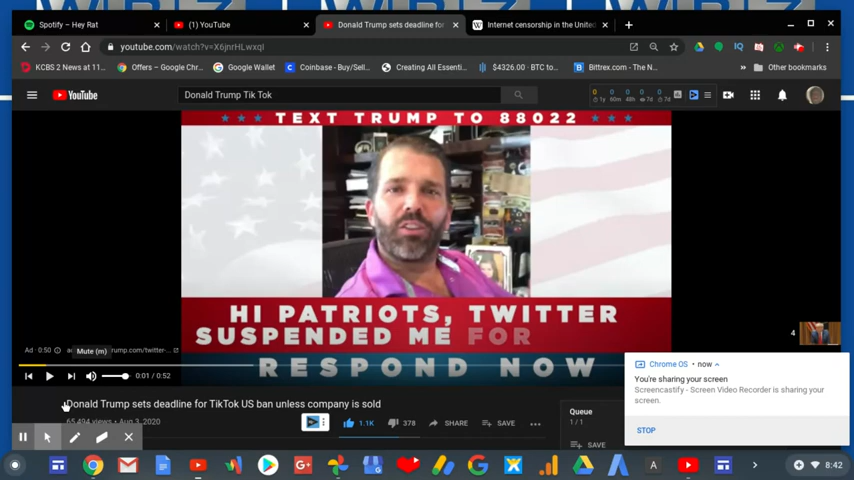 Spotify – Hey Rat
(1) YouTube
Donald Trump sets deadline for
Internet censorship in the United
youtube.com/watch?v=X6jnrHLwxqI
KCBS 2 News at 11...
Offers – Google Chr...
Google Wallet
Coinbase - Buy/Sell...
Creating All Essenti...
$4326.00 - BTC to...
Bittrex.com - The N...
Other bookmarks
YouTube
Donald Trump Tik Tok
TEXT TRUMP TO 88022
HI PATRIOTS, TWITTER
SUSPENDED ME FOR
RESPOND NOW
Ad · 0:50
rump.com/twitter-...
Mute (m)
0:01 / 0:52
4
Donald Trump sets deadline for TikTok US ban unless company is sold
65,494 views • Aug 3, 2020
1.1K
378
SHARE
SAVE
Queue
1 / 1
SAVE
Chrome OS • now
You're sharing your screen
Screencastify - Screen Video Recorder is sharing your
screen.
STOP
8:42